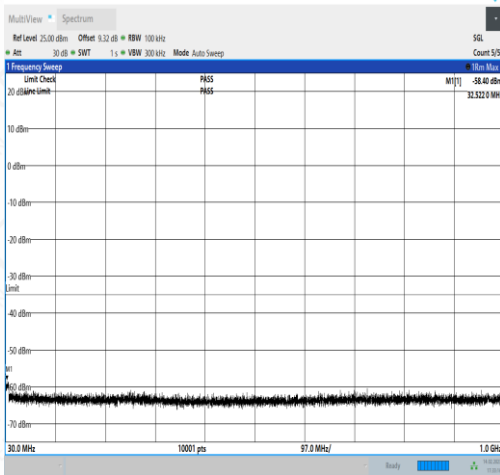 MultiView Spectrum
Ref Level 25.00 dBm Offset 9.32 dB RBW 100 kHz SGL
Att 30 dB SWT 1 s VBW 300 kHz Mode Auto Sweep Count 5/5
1 Frequency Sweep 1Rm Max
Limit Check PASS M1[1] -58.40 dBm
20 dBm Line Limit PASS 32.522 0 MH
10 dBm
0 dBm
-10 dBm
-20 dBm
-30 dBm
Limit
-40 dBm
-50 dBm
M1
-60 dBm
-70 dBm
30.0 MHz 10001 pts 97.0 MHz/ 1.0 GHz
Ready